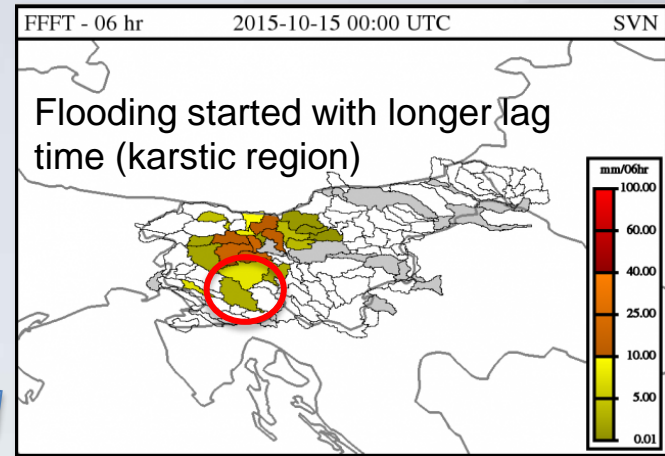 FFFT - 06 hr 2015-10-15 00:00 UTC SVN
Flooding started with longer lag
time (karstic region)
mm/06hr
100.00
60.00
40.00
25.00
10.00
5.00
0.01